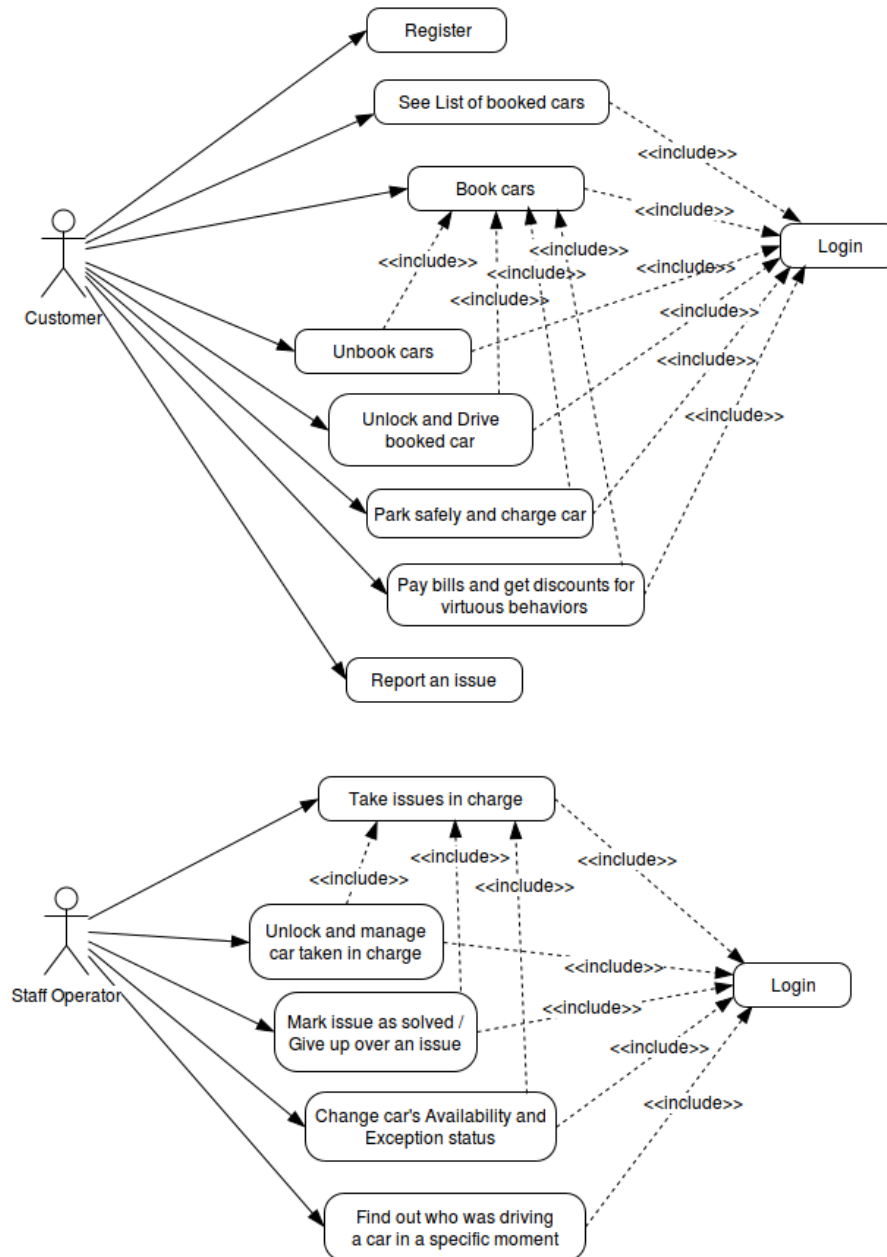 Register
See List of booked cars
<<include>>
Book cars
<<include>>
Login
<<include>>
<<include>>
<<include>>
<<include>>
Customer
<<include>>
Unbook cars
<<include>>
<<include>>
Unlock and Drive
booked car
<<include>>
Park safely and charge car
Pay bills and get discounts for
virtuous behaviors
Report an issue
Take issues in charge
<<include>>
<<include>>
<<include>>
<<include>>
Unlock and manage
car taken in charge
<<include>>
Staff Operator
Login
<<include>>
Mark issue as solved /
Give up over an issue
<<include>>
<<include>>
Change car's Availability and
Exception status
Find out who was driving
a car in a specific moment